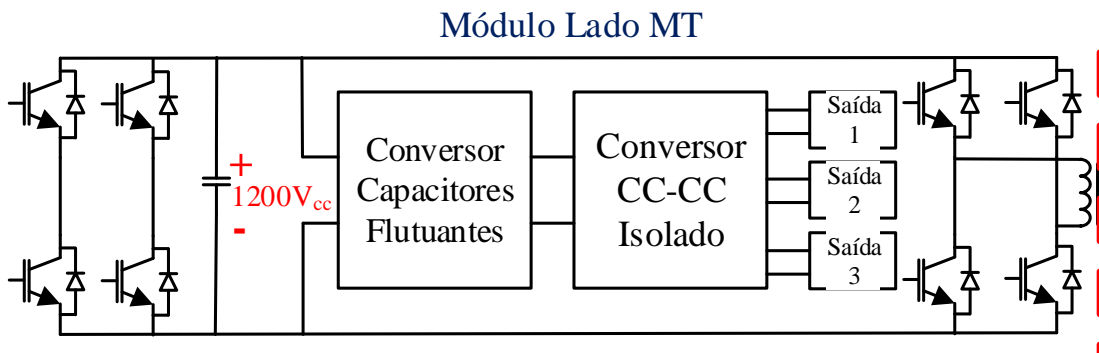 Módulo Lado MT
+
1200Vcc
-
Conversor
Capacitores
Flutuantes
Conversor
CC-CC
Isolado
Saída
1
Saída
2
Saída
3